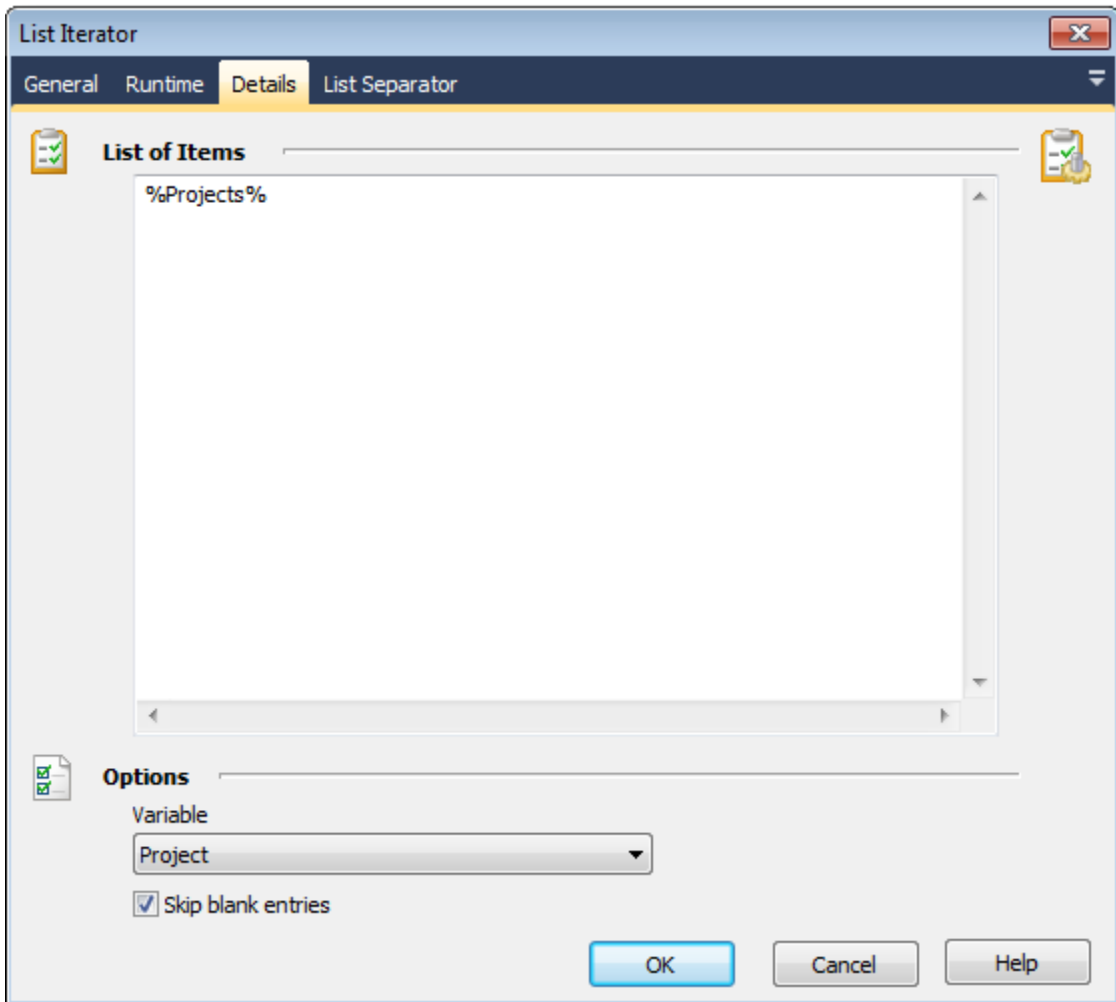 List Iterator
General Runtime Details List Separator
List of Items
%Projects%
Options
Variable
Project
Skip blank entries
OK Cancel Help